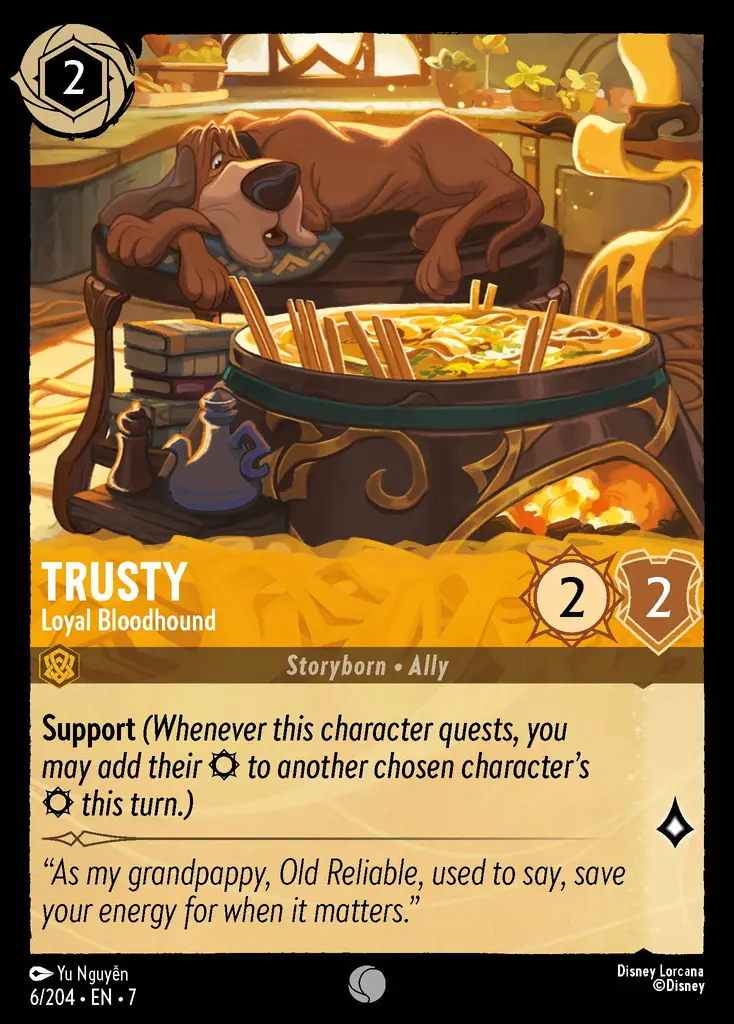 2
TRUSTY
Loyal Bloodhound
2 2
Storyborn • Ally
Support (Whenever this character quests, you
may add their to another chosen character's
this turn.)
“As my grandpappy, Old Reliable, used to say, save
your energy for when it matters.”
Yu Nguyễn
6/204 • EN • 7
Disney Lorcana
©Disney